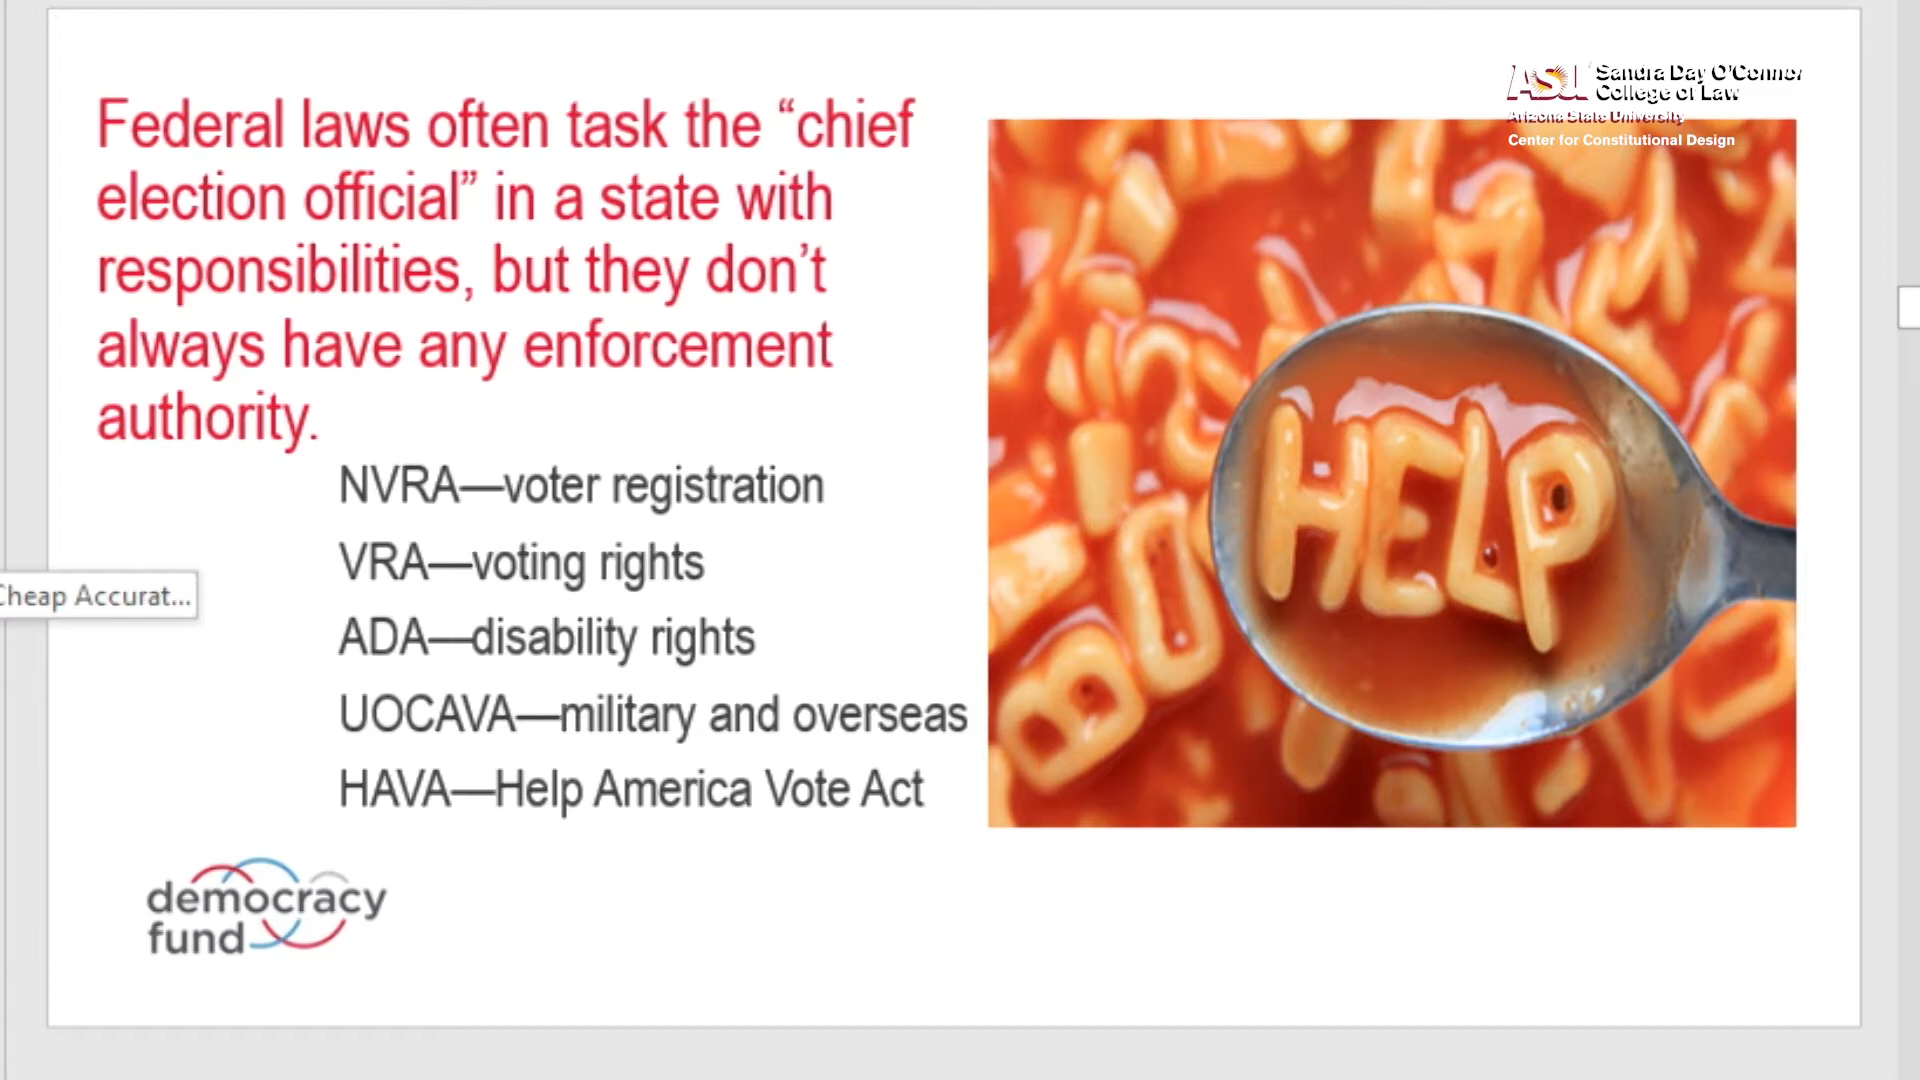 ASU Sandra Day O'Connor
College of Law
Arizona State University
Center for Constitutional Design
Federal laws often task the “chief
election official” in a state with
responsibilities, but they don’t
always have any enforcement
authority.
NVRA—voter registration
VRA—voting rights
ADA—disability rights
UOCAVA—military and overseas
HAVA—Help America Vote Act
HELP
Cheap Accurat...
democracy
fund